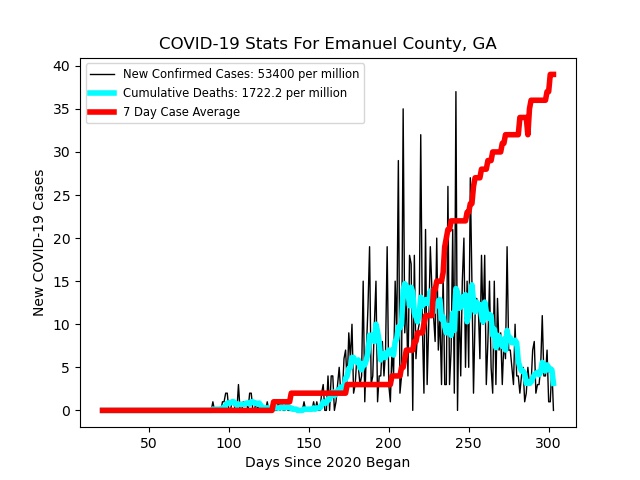 COVID-19 Stats For Emanuel County, GA
New Confirmed Cases: 53400 per million
Cumulative Deaths: 1722.2 per million
7 Day Case Average
40
35
30
25
20
15
10
5
0
New COVID-19 Cases
50 100 150 200 250 300
Days Since 2020 Began